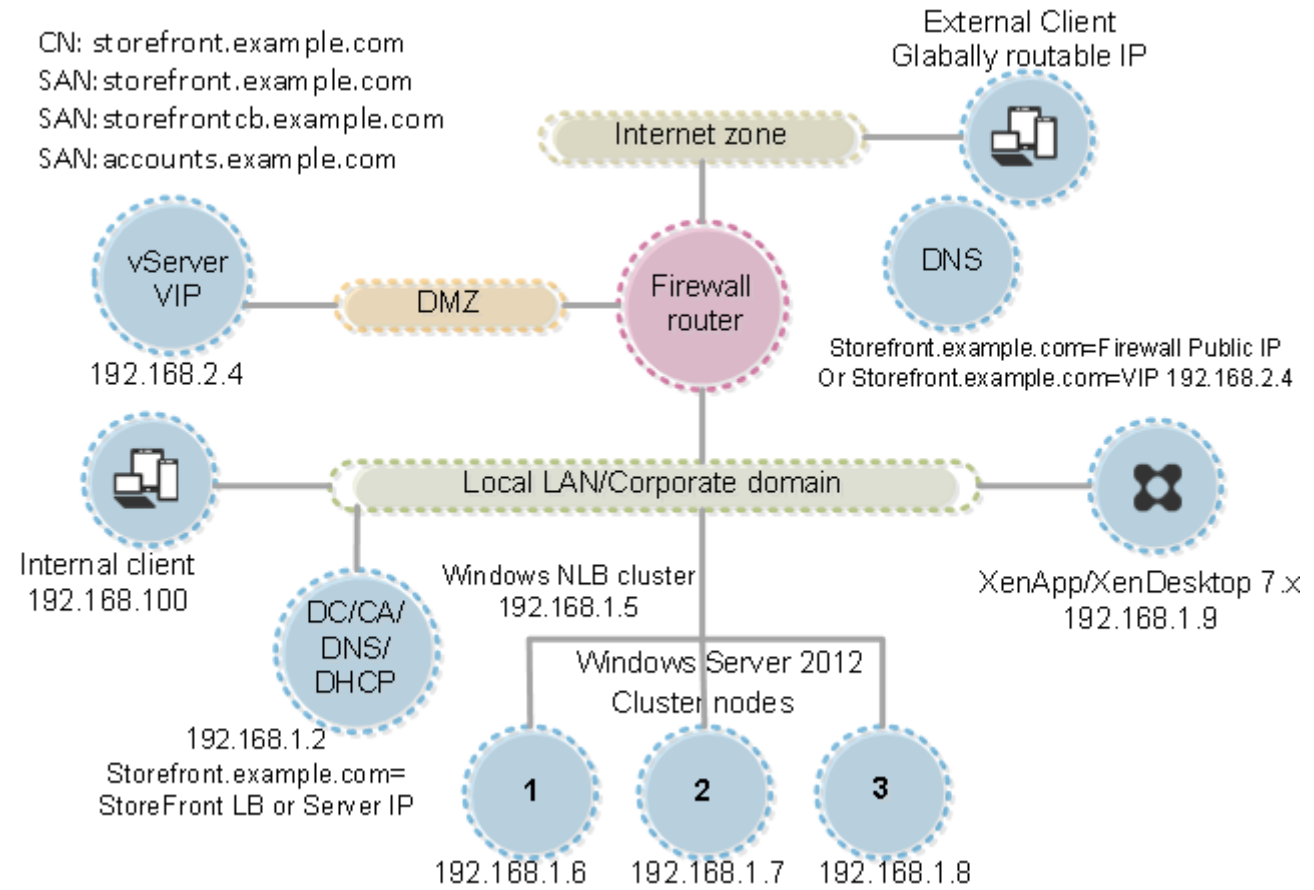 CN: storefront.example.com
SAN: storefront.example.com
SAN: storefrontcb.example.com
SAN: accounts.example.com
External Client
Glabally routable IP
Internet zone
vServer
VIP
192.168.2.4
DMZ
Firewall
router
DNS
Storefront.example.com=Firewall Public IP
Or Storefront.example.com=VIP 192.168.2.4
Local LAN/Corporate domain
Internal client
192.168.100
DC/CA/
DNS/
DHCP
192.168.1.2
Storefront.example.com=
StoreFront LB or Server IP
Windows NLB cluster
192.168.1.5
Windows Server 2012
Cluster nodes
XenApp/XenDesktop 7.x
192.168.1.9
1
2
3
192.168.1.6
192.168.1.7
192.168.1.8